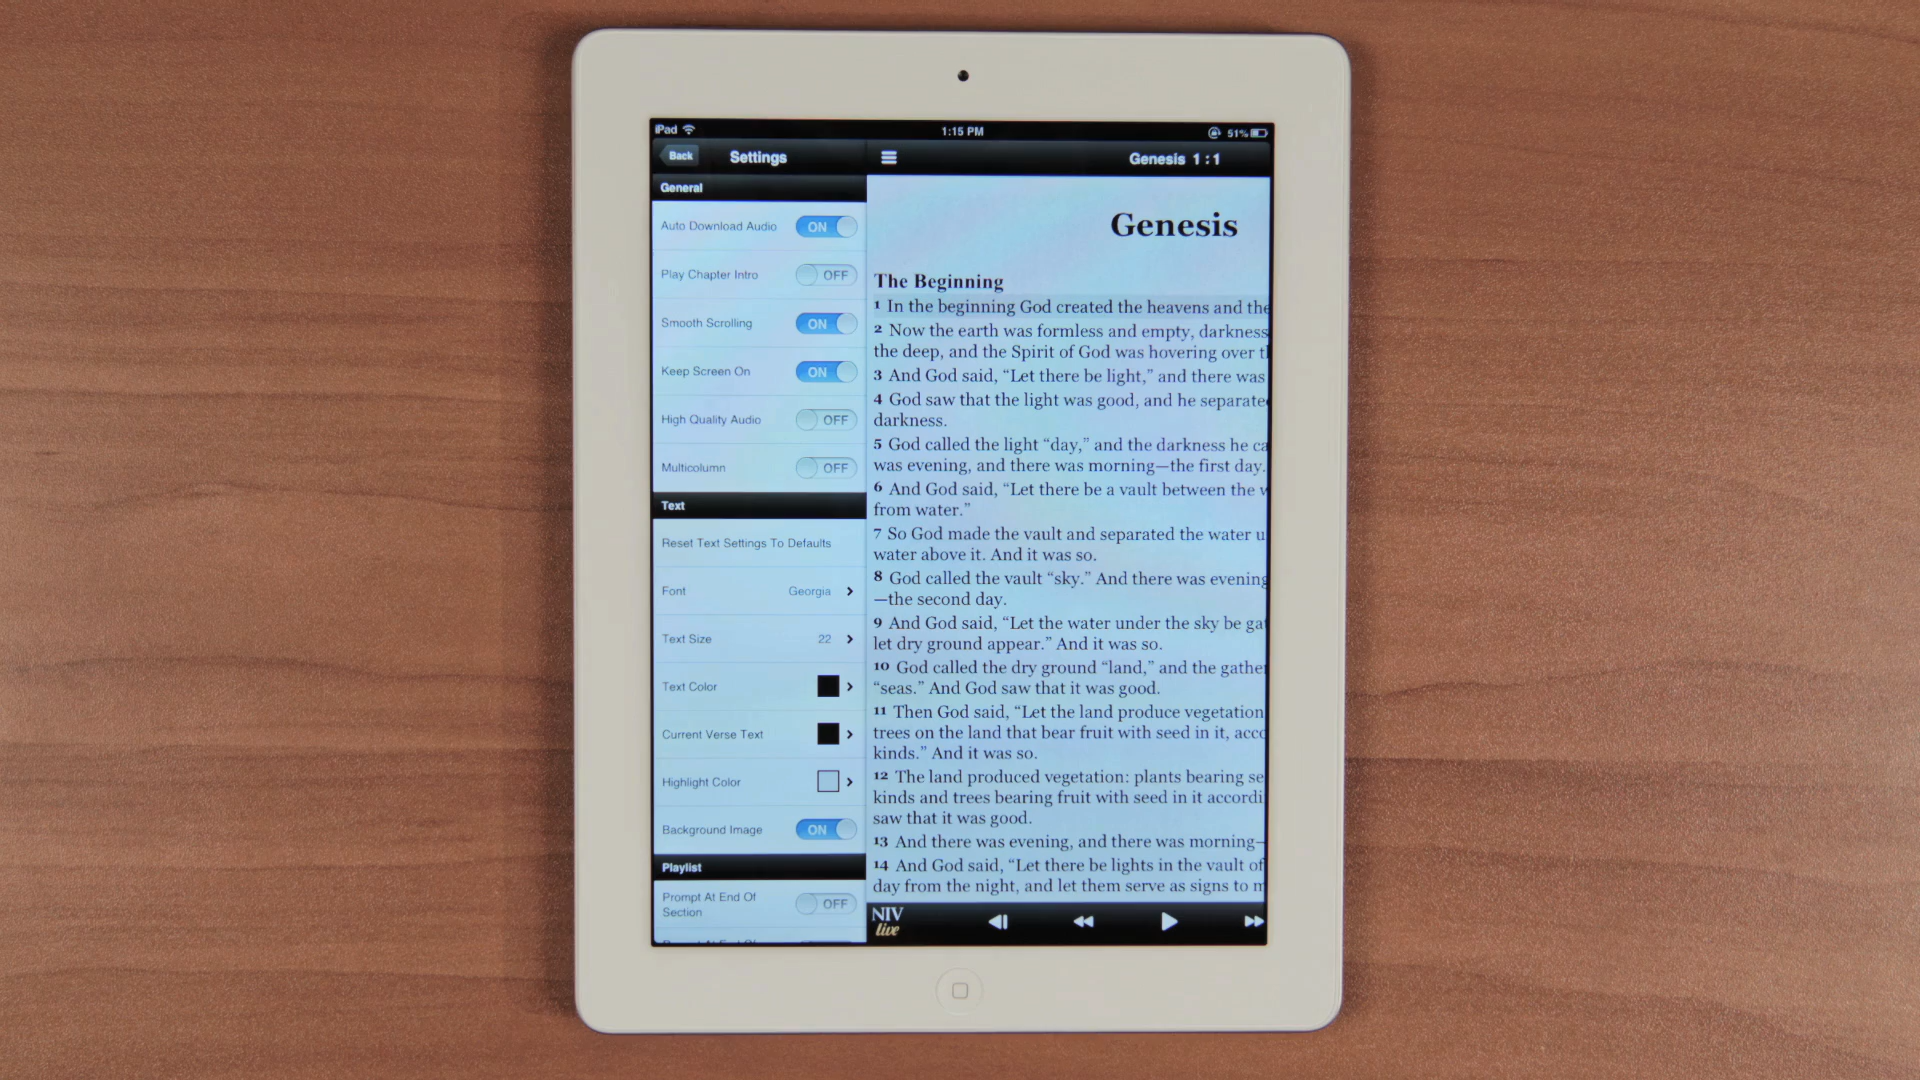 iPad
1:15 PM
51%
Back
Settings
General
Auto Download Audio ON
Play Chapter Intro OFF
Smooth Scrolling ON
Keep Screen On ON
High Quality Audio OFF
Multicolumn OFF
Text
Reset Text Settings To Defaults
Font Georgia
Text Size 22
Text Color
Current Verse Text
Highlight Color
Background Image ON
Playlist
Prompt At End Of
Section
OFF
Genesis 1 : 1
Genesis
The Beginning
1 In the beginning God created the heavens and the
2 Now the earth was formless and empty, darkness
the deep, and the Spirit of God was hovering over
3 And God said, “Let there be light,” and there was
4 God saw that the light was good, and he separate
darkness.
5 God called the light “day,” and the darkness he ca
was evening, and there was morning—the first day.
6 And God said, “Let there be a vault between the
from water.”
7 So God made the vault and separated the water u
water above it. And it was so.
8 God called the vault “sky.” And there was evening
—the second day.
9 And God said, “Let the water under the sky be ga
let dry ground appear.” And it was so.
10 God called the dry ground “land,” and the gather
“seas.” And God saw that it was good.
11 Then God said, “Let the land produce vegetation
trees on the land that bear fruit with seed in it, acco
kinds.” And it was so.
12 The land produced vegetation: plants bearing se
kinds and trees bearing fruit with seed in it accordi
saw that it was good.
13 And there was evening, and there was morning—
14 And God said, “Let there be lights in the vault of
day from the night, and let them serve as signs to m
NIV
live